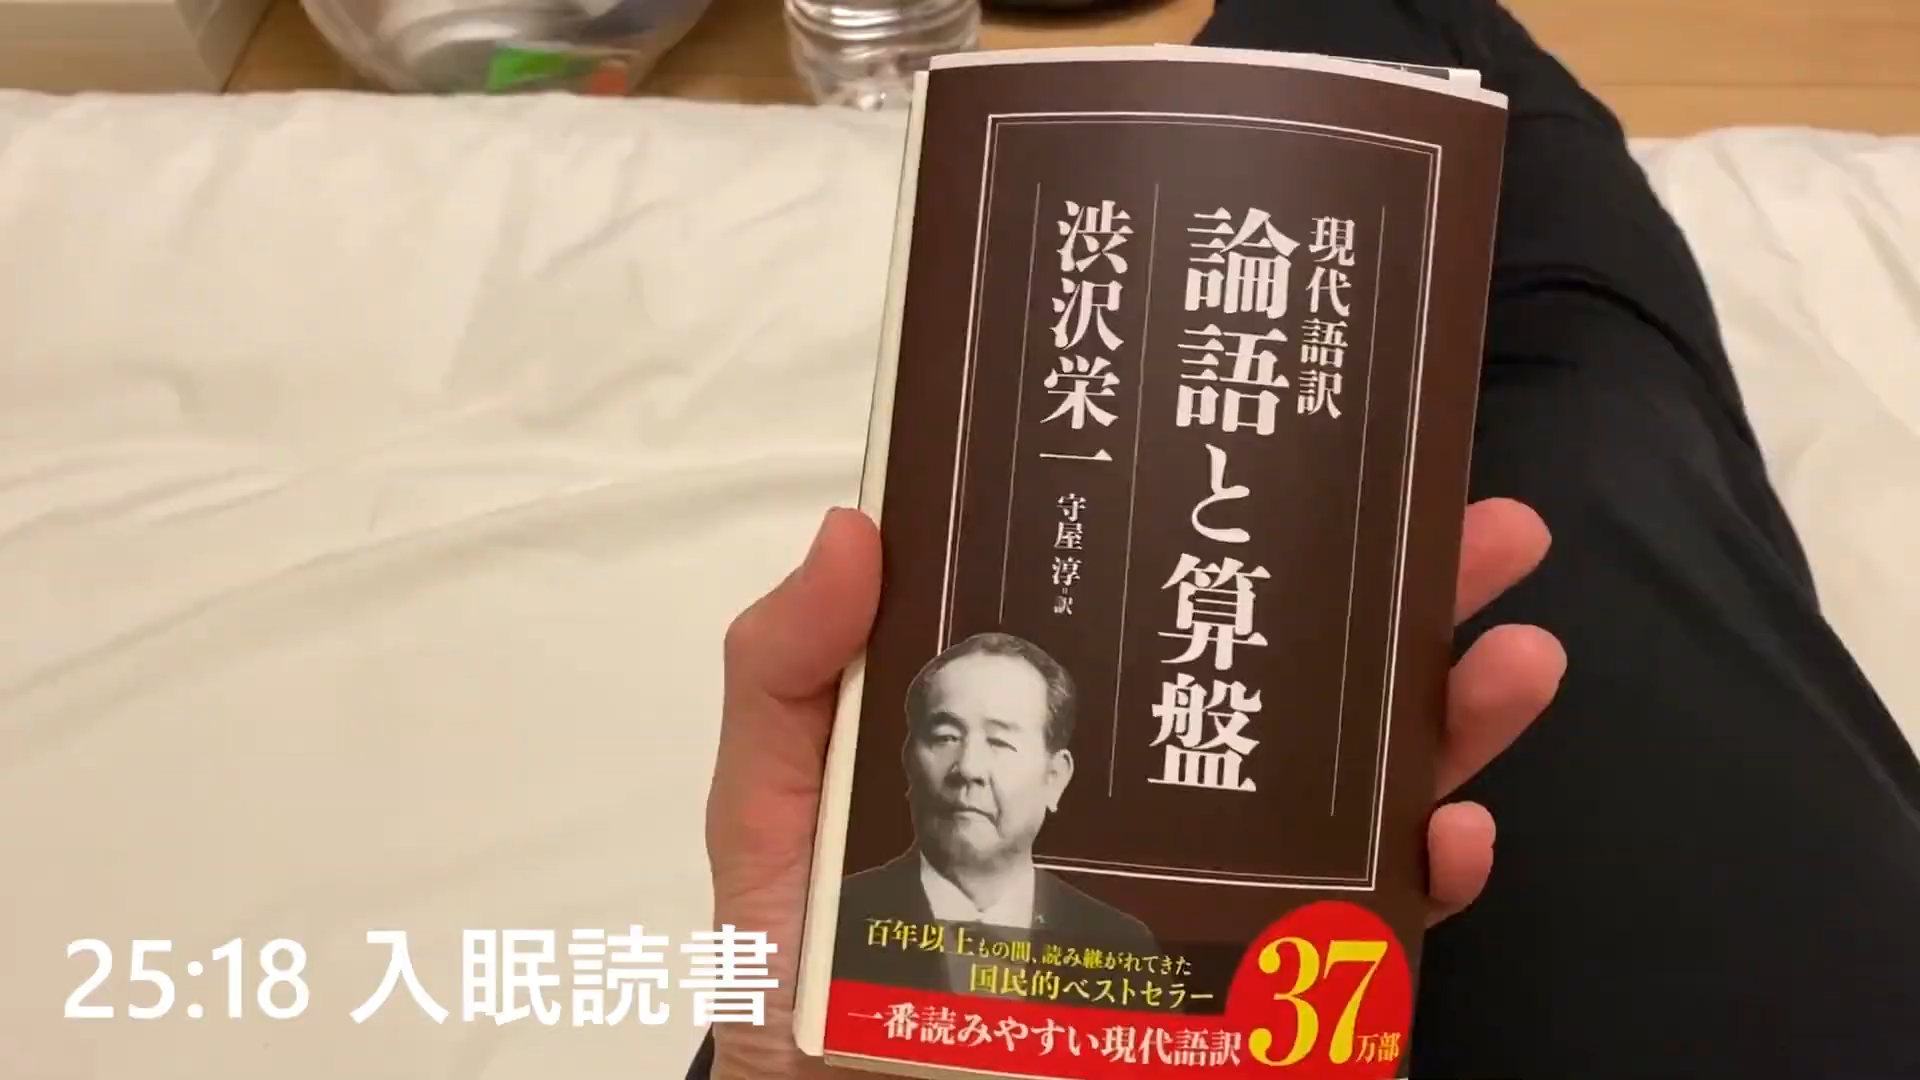 現代語訳
論語と算盤
渋沢栄一
守屋 淳=訳
百年以上もの間、読み継がれてきた
国民的ベストセラー
一番読みやすい現代語訳
37万部
25:18 入眠読書